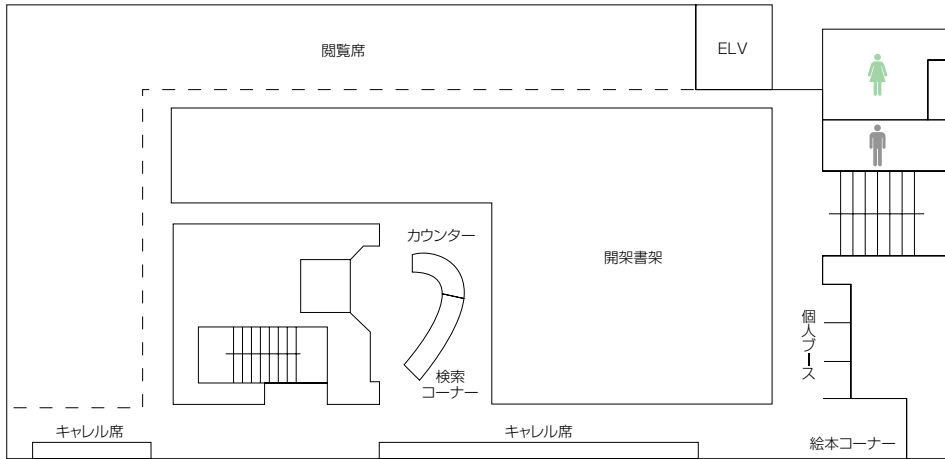 閲覧席
ELV
カウンター
開架書架
個人ブース
検索
コーナー
キャレル席
キャレル席
絵本コーナー